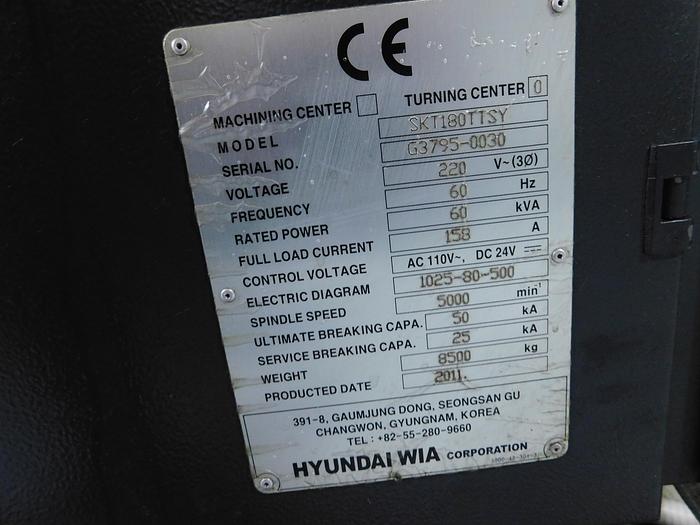 CE
MACHINING CENTER TURNING CENTER 0
MODEL SKT180TTSY
SERIAL NO. G3795-0030
VOLTAGE 220 V~(3Ø)
FREQUENCY 60 Hz
RATED POWER 60 kVA
FULL LOAD CURRENT 158 A
CONTROL VOLTAGE AC 110V~, DC 24V ⎓
ELECTRIC DIAGRAM 1025-80-500
SPINDLE SPEED 5000 min⁻¹
ULTIMATE BREAKING CAPA. 50 kA
SERVICE BREAKING CAPA. 25 kA
WEIGHT 8500 kg
PRODUCTED DATE 2011.
391-8, GAUMJUNG DONG, SEONGSAN GU
CHANGWON, GYUNGNAM, KOREA
TEL : +82-55-280-9660
HYUNDAI WIA CORPORATION